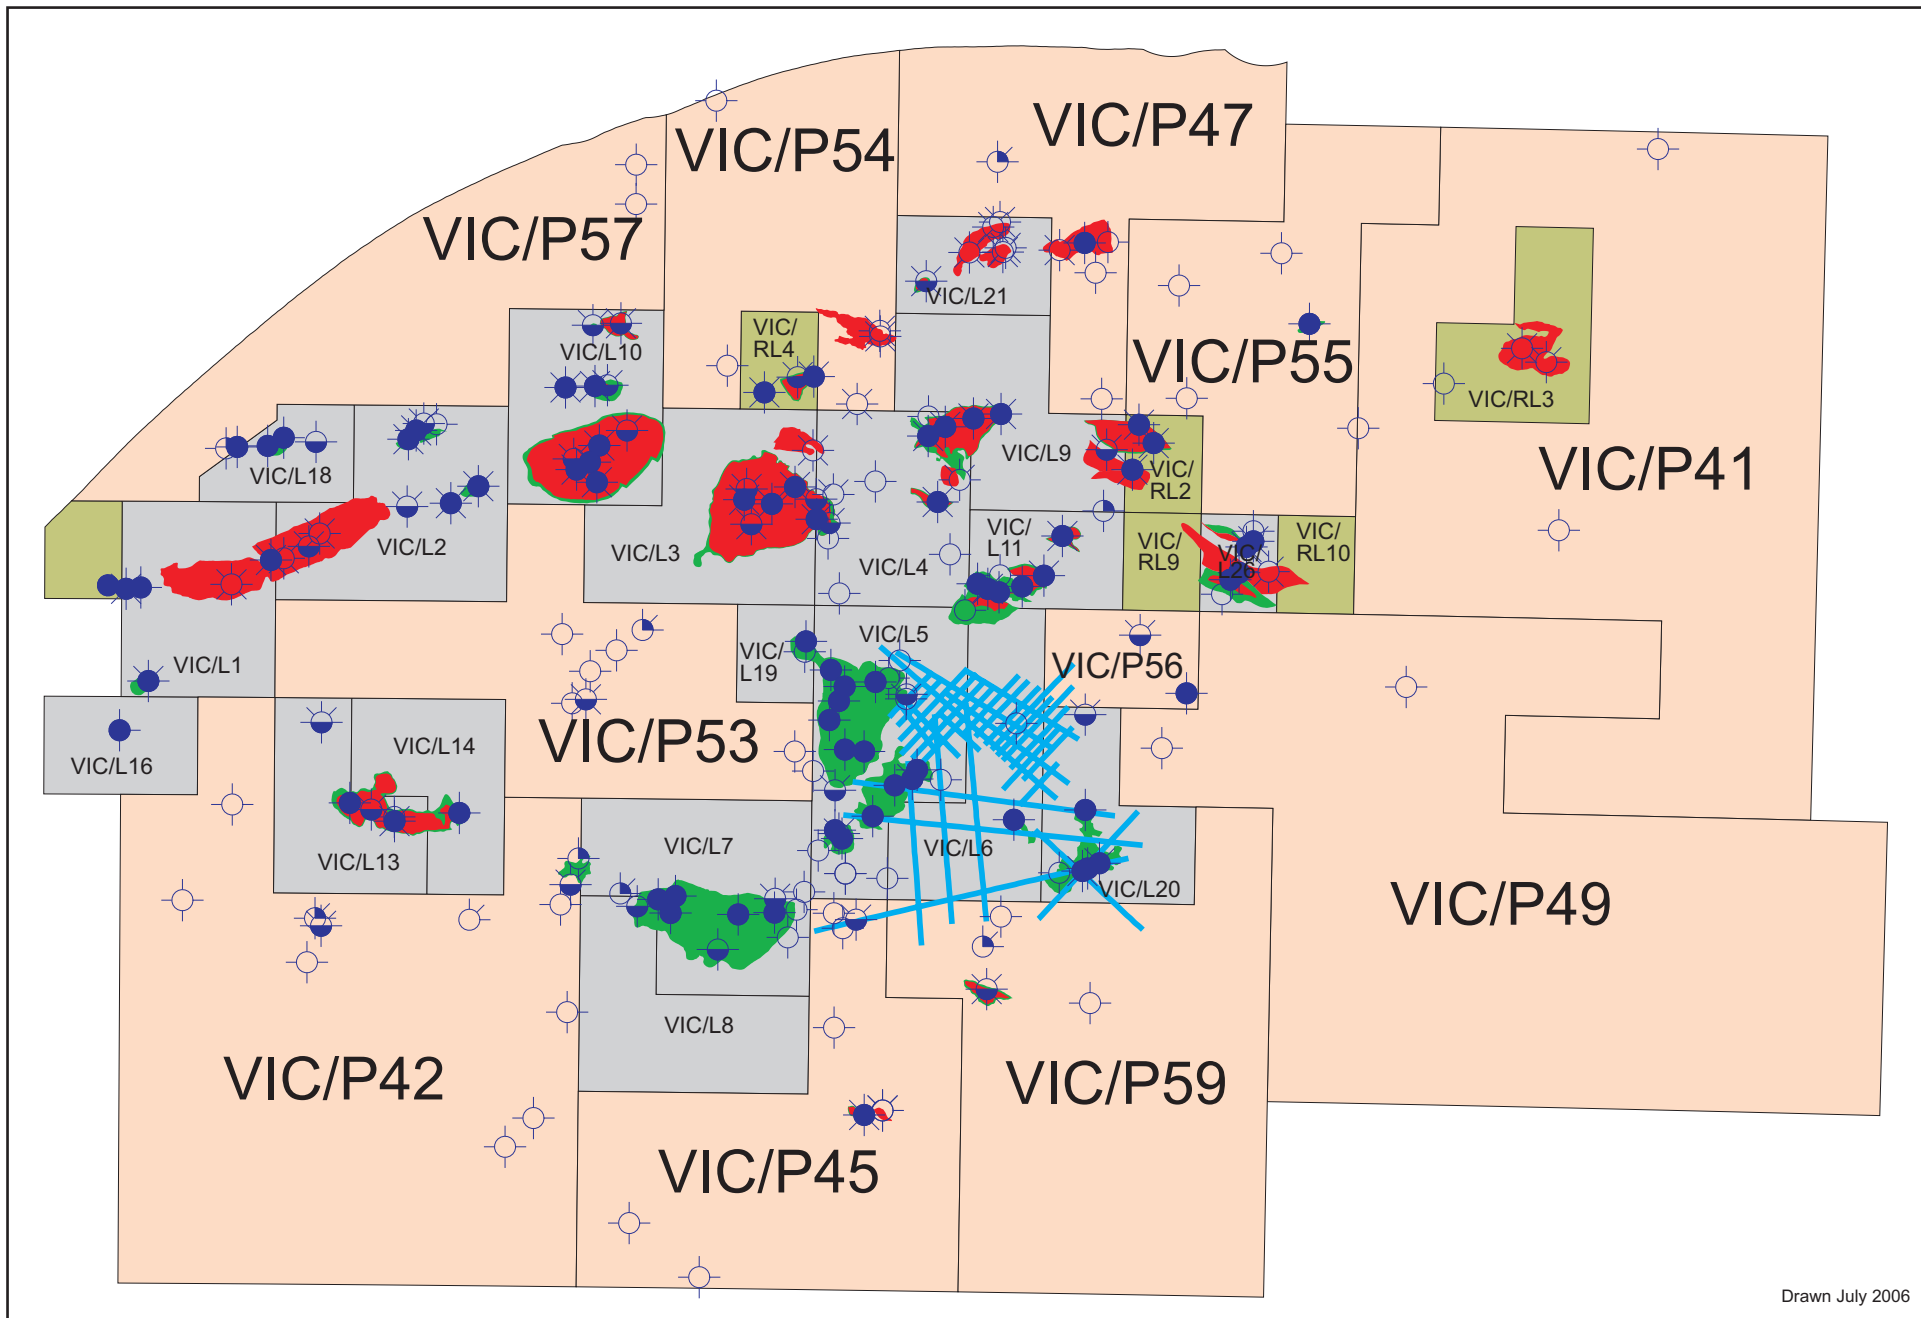 VIC/P47
VIC/P54
VIC/P57
VIC/L21
VIC/
RL4
VIC/L10
VIC/P55
VIC/RL3
VIC/L18
VIC/L9
VIC/
RL2
VIC/P41
VIC/L2
VIC/L3
VIC/L4
VIC/
L11
VIC/
RL9
VIC/
L26
VIC/
RL10
VIC/L1
VIC/
L19
VIC/L5
VIC/P56
VIC/L16
VIC/L14
VIC/P53
VIC/L13
VIC/L7
VIC/L6
VIC/L20
VIC/P49
VIC/L8
VIC/P42
VIC/P59
VIC/P45
Drawn July 2006